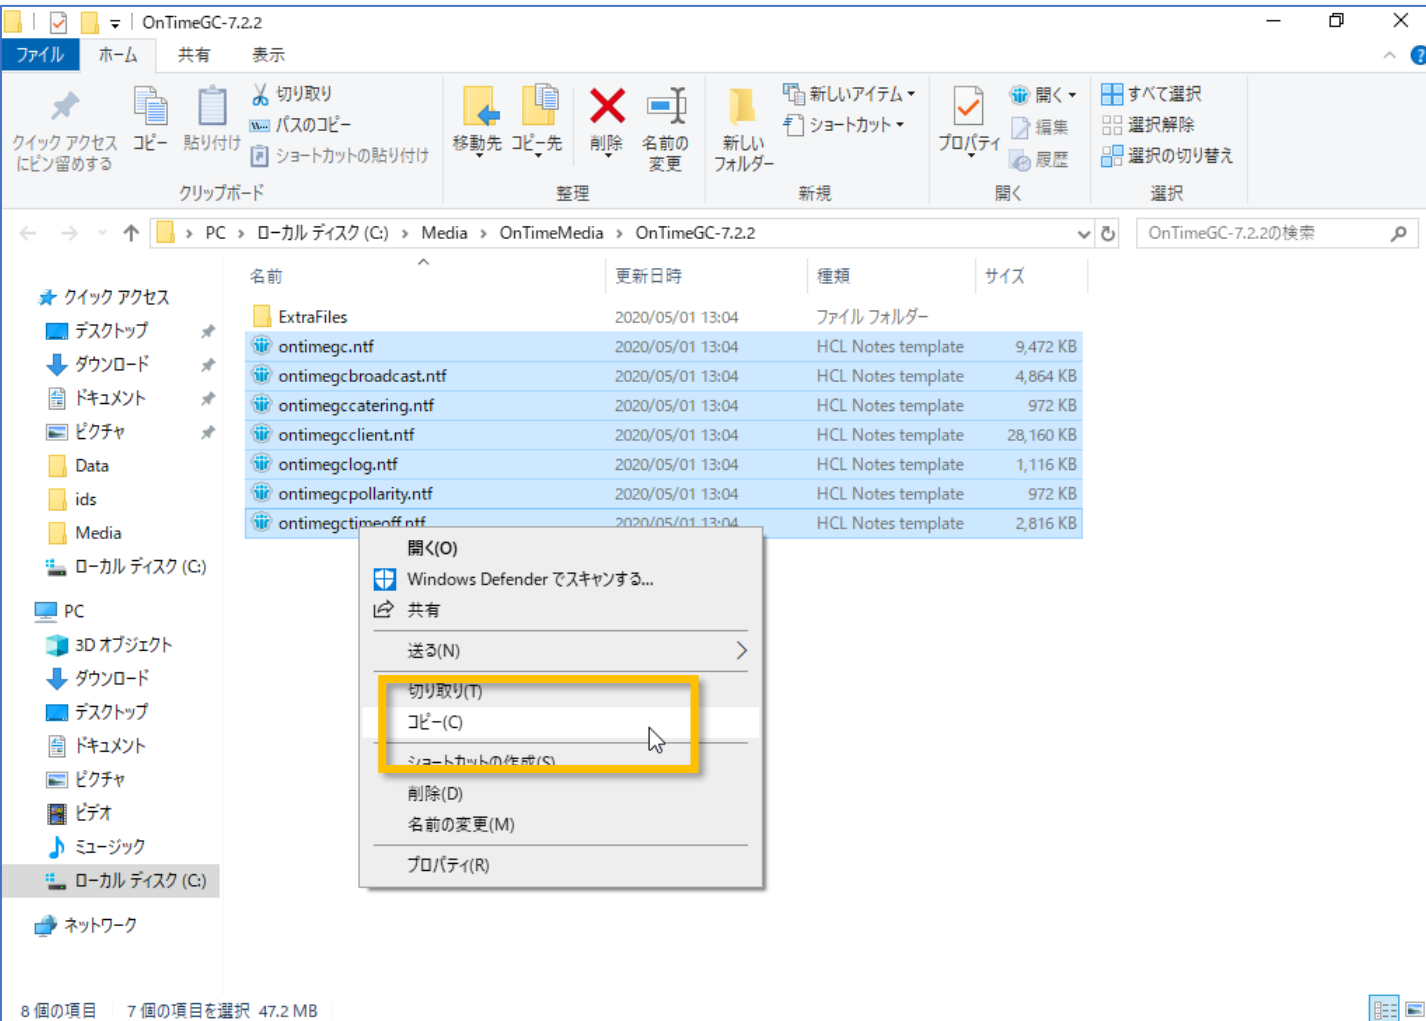 OnTimeGC-7.2.2
ファイル ホーム 共有 表示
クイック アクセス
にピン留めする
コピー
貼り付け
切り取り
パスのコピー
ショートカットの貼り付け
クリップボード
移動先
コピー先
削除
名前の
変更
整理
新しい
フォルダー
新しいアイテム
ショートカット
新規
プロパティ
開く
編集
履歴
開く
すべて選択
選択解除
選択の切り替え
選択
PC › ローカル ディスク (C:) › Media › OnTimeMedia › OnTimeGC-7.2.2
OnTimeGC-7.2.2の検索
クイック アクセス
デスクトップ
ダウンロード
ドキュメント
ピクチャ
Data
ids
Media
ローカル ディスク (C:)
PC
3D オブジェクト
ダウンロード
デスクトップ
ドキュメント
ピクチャ
ビデオ
ミュージック
ローカル ディスク (C:)
ネットワーク
名前 更新日時 種類 サイズ
ExtraFiles 2020/05/01 13:04 ファイル フォルダー
ontimegc.ntf 2020/05/01 13:04 HCL Notes template 9,472 KB
ontimegcbroadcast.ntf 2020/05/01 13:04 HCL Notes template 4,864 KB
ontimegccatering.ntf 2020/05/01 13:04 HCL Notes template 972 KB
ontimegcclient.ntf 2020/05/01 13:04 HCL Notes template 28,160 KB
ontimegclog.ntf 2020/05/01 13:04 HCL Notes template 1,116 KB
ontimegcpollarity.ntf 2020/05/01 13:04 HCL Notes template 972 KB
ontimegctimeoff.ntf 2020/05/01 13:04 HCL Notes template 2,816 KB
開く(O)
Windows Defender でスキャンする...
共有
送る(N)
切り取り(T)
コピー(C)
ショートカットの作成(S)
削除(D)
名前の変更(M)
プロパティ(R)
8 個の項目 7 個の項目を選択 47.2 MB